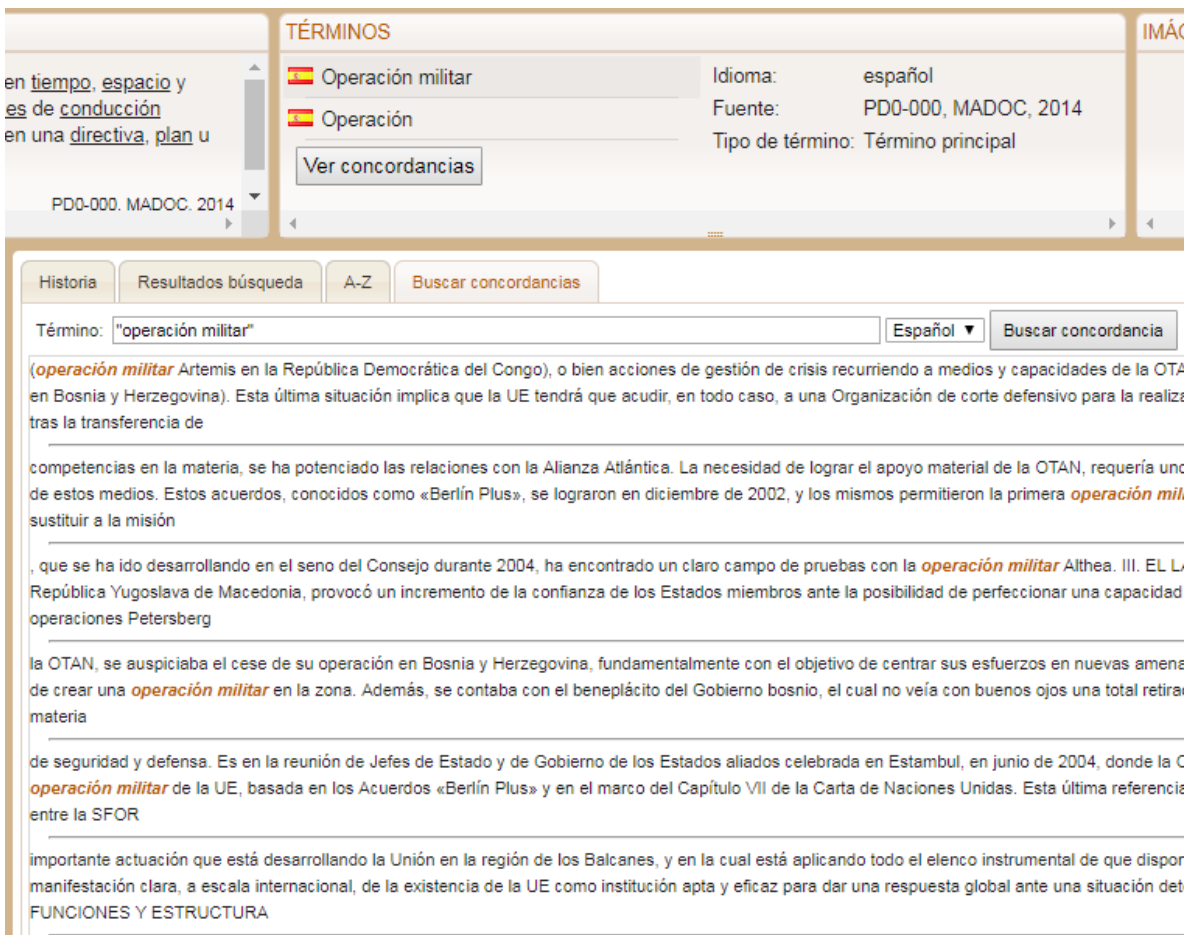 TÉRMINOS
IMÁG
en tiempo, espacio y
es de conducción
en una directiva, plan u
PD0-000. MADOC. 2014
Operación militar
Operación
Ver concordancias
Idioma: español
Fuente: PD0-000, MADOC, 2014
Tipo de término: Término principal
Historia Resultados búsqueda A-Z Buscar concordancias
Término: "operación militar" Español ▼ Buscar concordancia
(operación militar Artemis en la República Democrática del Congo), o bien acciones de gestión de crisis recurriendo a medios y capacidades de la OTA
en Bosnia y Herzegovina). Esta última situación implica que la UE tendrá que acudir, en todo caso, a una Organización de corte defensivo para la realiza
tras la transferencia de
competencias en la materia, se ha potenciado las relaciones con la Alianza Atlántica. La necesidad de lograr el apoyo material de la OTAN, requería uno
de estos medios. Estos acuerdos, conocidos como «Berlín Plus», se lograron en diciembre de 2002, y los mismos permitieron la primera operación mili
sustituir a la misión
, que se ha ido desarrollando en el seno del Consejo durante 2004, ha encontrado un claro campo de pruebas con la operación militar Althea. III. EL LA
República Yugoslava de Macedonia, provocó un incremento de la confianza de los Estados miembros ante la posibilidad de perfeccionar una capacidad
operaciones Petersberg
la OTAN, se auspiciaba el cese de su operación en Bosnia y Herzegovina, fundamentalmente con el objetivo de centrar sus esfuerzos en nuevas amena
de crear una operación militar en la zona. Además, se contaba con el beneplácito del Gobierno bosnio, el cual no veía con buenos ojos una total retirad
materia
de seguridad y defensa. Es en la reunión de Jefes de Estado y de Gobierno de los Estados aliados celebrada en Estambul, en junio de 2004, donde la O
operación militar de la UE, basada en los Acuerdos «Berlín Plus» y en el marco del Capítulo VII de la Carta de Naciones Unidas. Esta última referencia
entre la SFOR
importante actuación que está desarrollando la Unión en la región de los Balcanes, y en la cual está aplicando todo el elenco instrumental de que dispon
manifestación clara, a escala internacional, de la existencia de la UE como institución apta y eficaz para dar una respuesta global ante una situación dete
FUNCIONES Y ESTRUCTURA